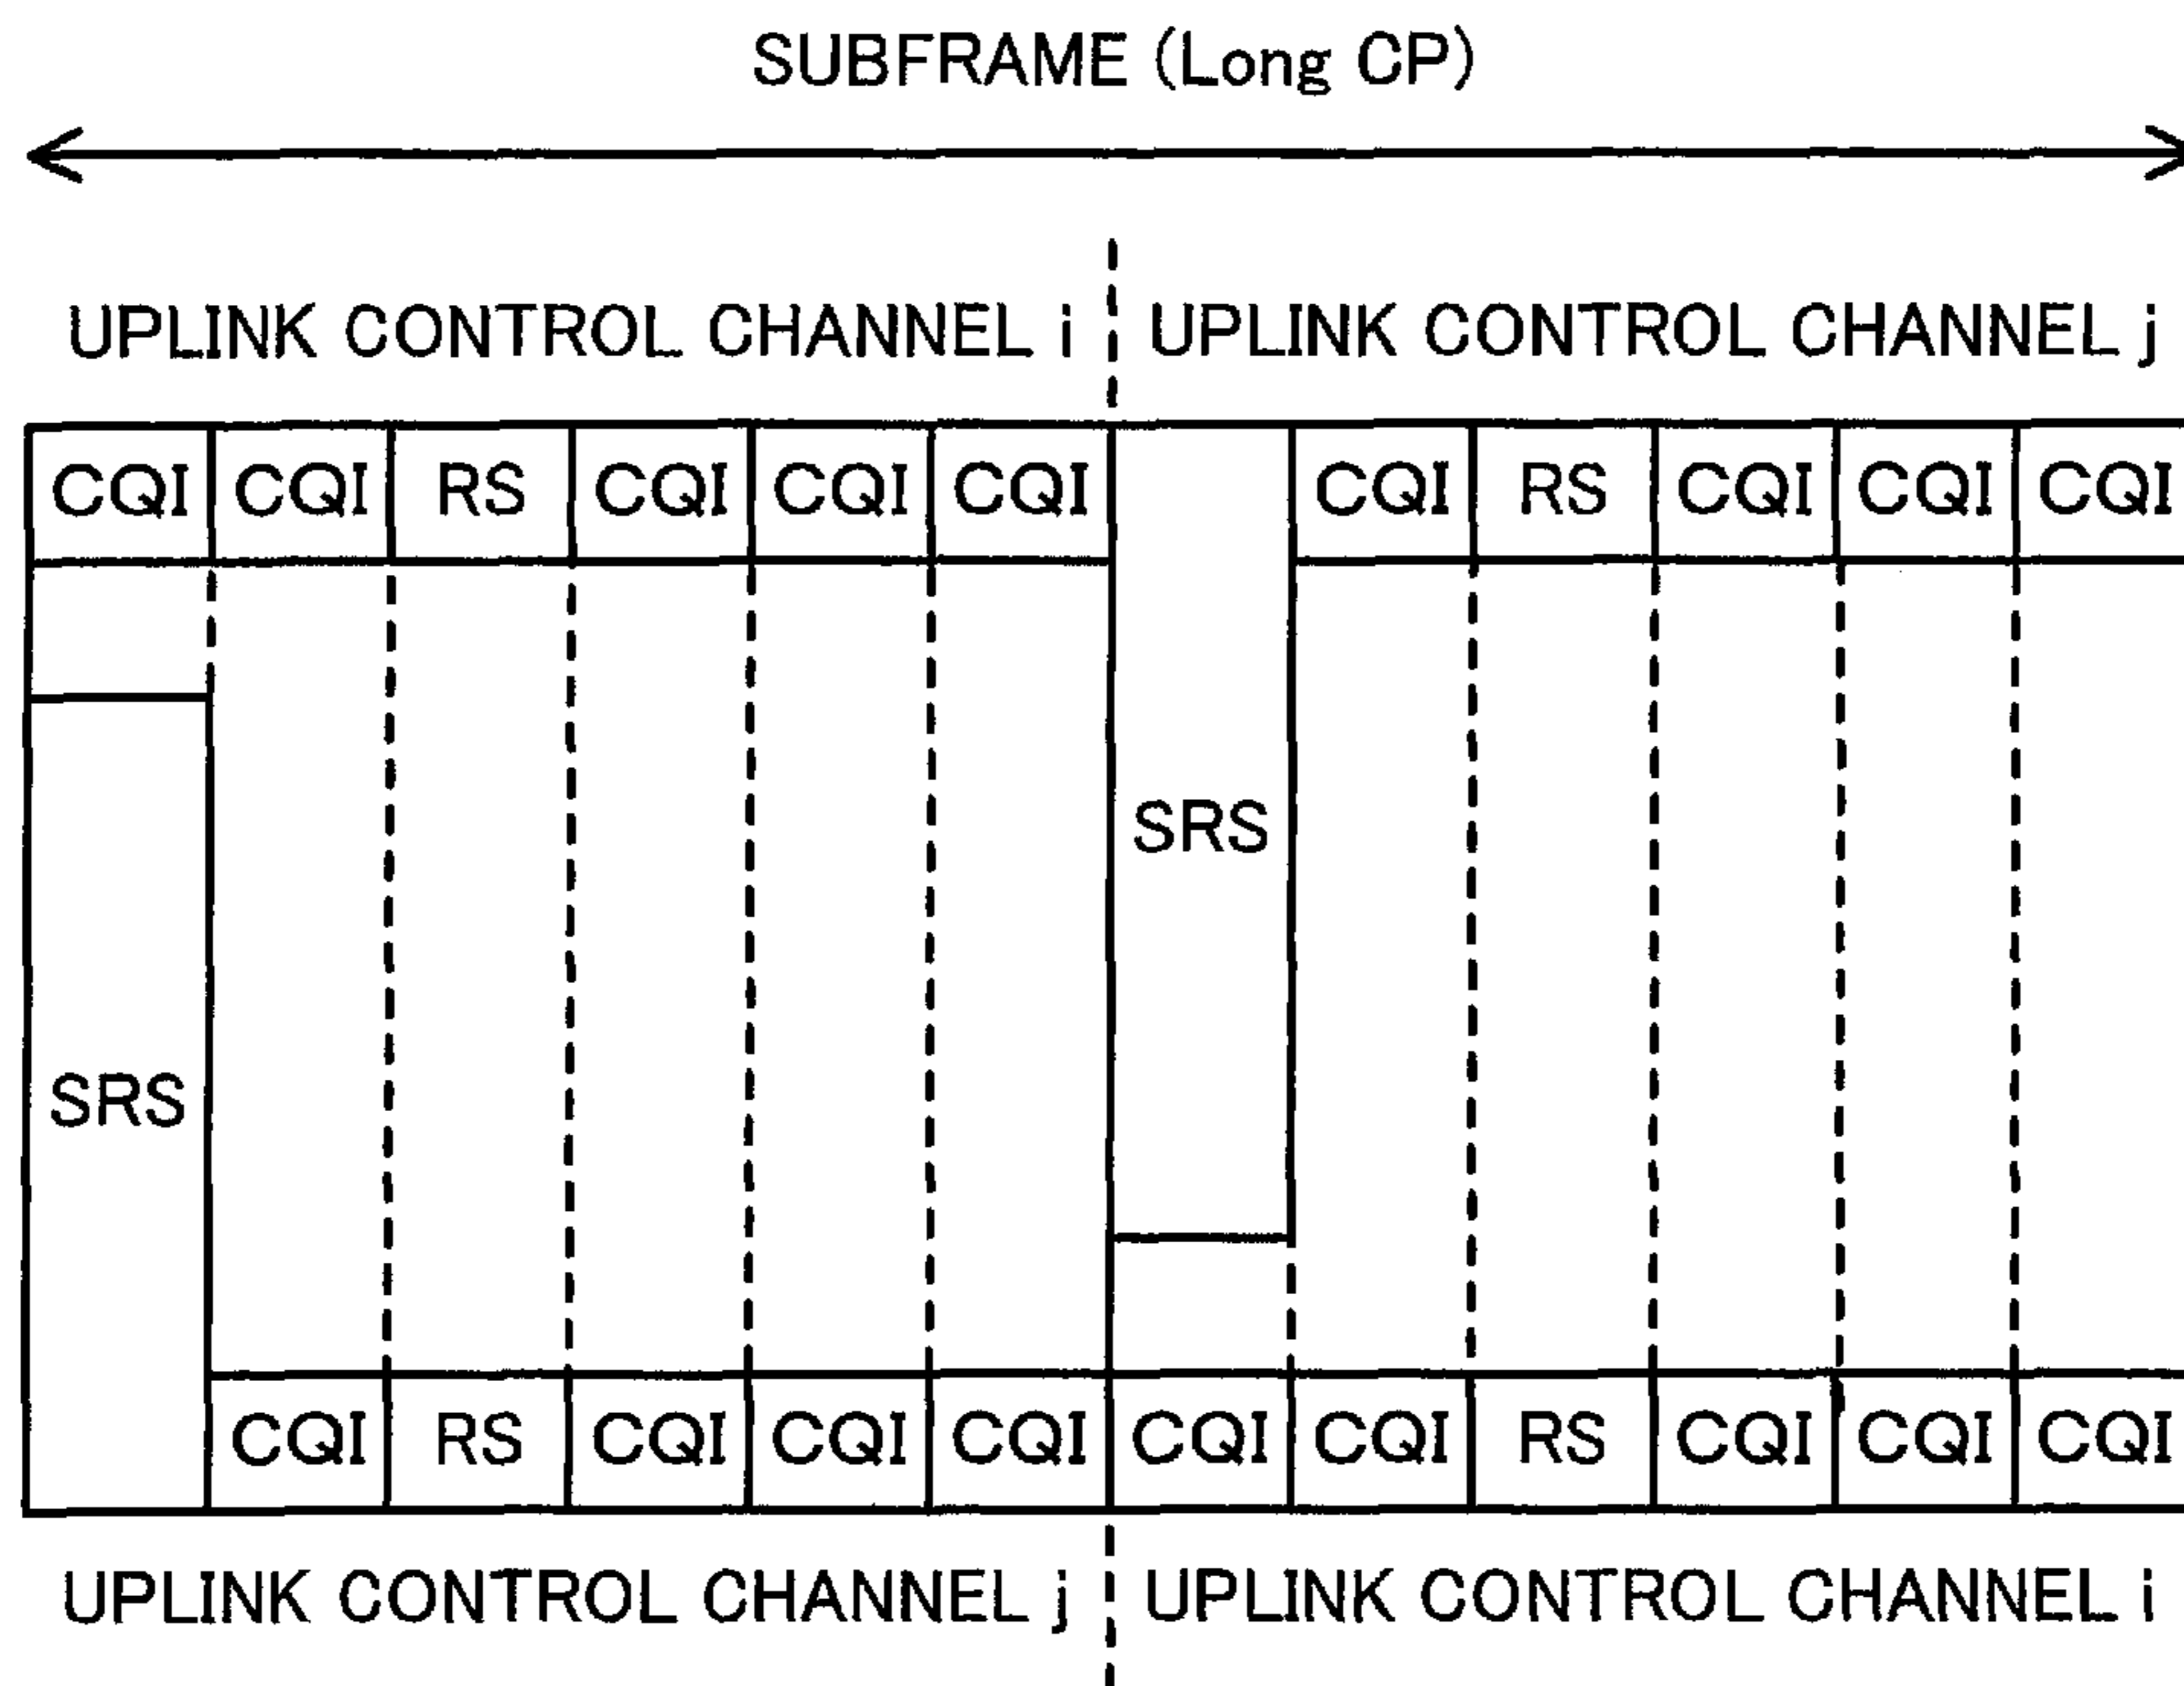 SUBFRAME (Long CP)
UPLINK CONTROL CHANNEL i UPLINK CONTROL CHANNEL j
CQI CQI RS CQI CQI CQI CQI RS CQI CQI CQI
SRS
SRS
CQI RS CQI CQI CQI CQI CQI RS CQI CQI CQI
UPLINK CONTROL CHANNEL j UPLINK CONTROL CHANNEL i